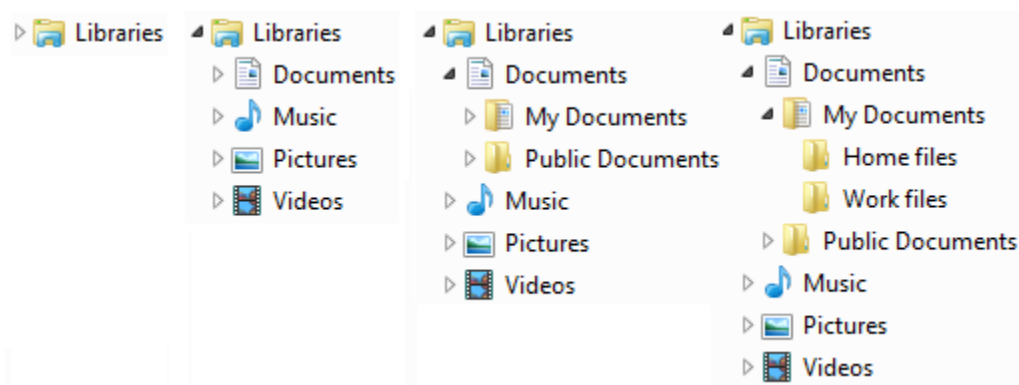 Libraries
Libraries
Documents
Music
Pictures
Videos
Libraries
Documents
My Documents
Public Documents
Music
Pictures
Videos
Libraries
Documents
My Documents
Home files
Work files
Public Documents
Music
Pictures
Videos